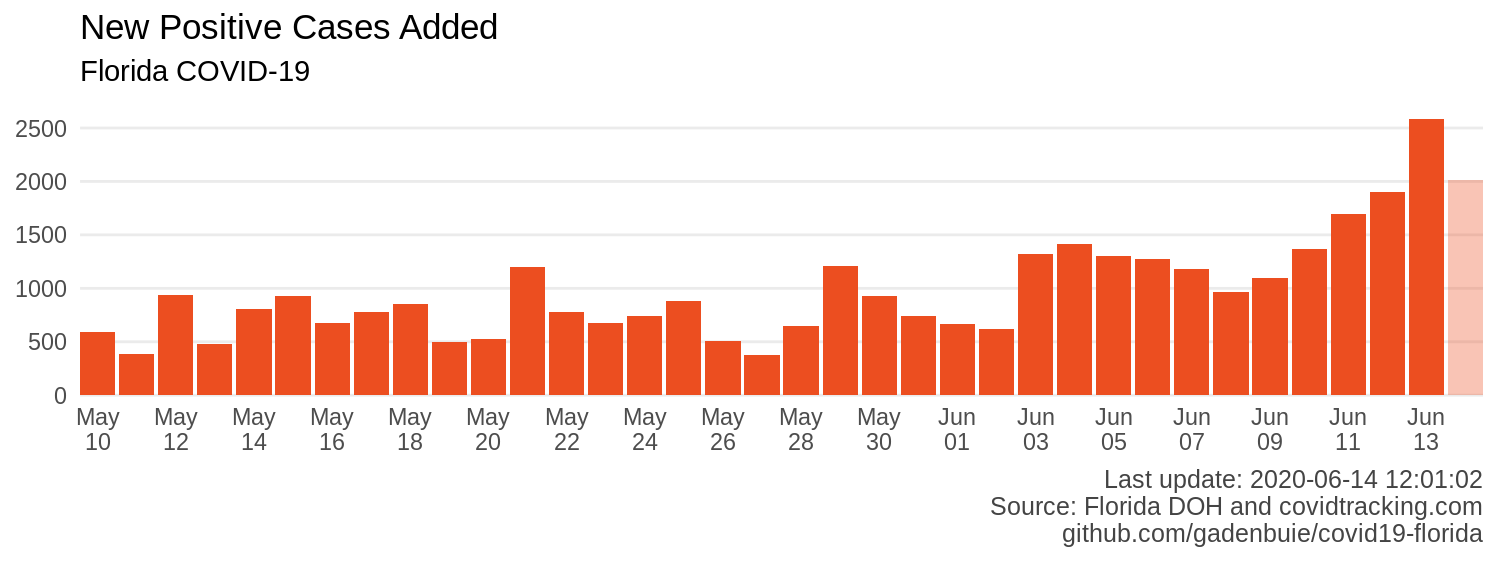 New Positive Cases Added
Florida COVID-19
2500
2000
1500
1000
500
0
May May May May May May May May May May May Jun Jun Jun Jun Jun Jun Jun
10 12 14 16 18 20 22 24 26 28 30 01 03 05 07 09 11 13
Last update: 2020-06-14 12:01:02
Source: Florida DOH and covidtracking.com
github.com/gadenbuie/covid19-florida